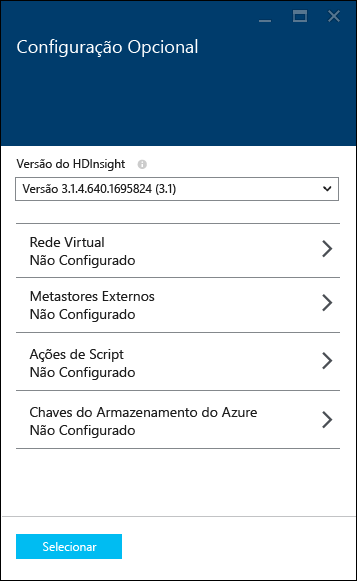 Configuração Opcional
Versão do HDInsight
Versão 3.1.4.640.1695824 (3.1)
Rede Virtual
Não Configurado
Metastores Externos
Não Configurado
Ações de Script
Não Configurado
Chaves do Armazenamento do Azure
Não Configurado
Selecionar